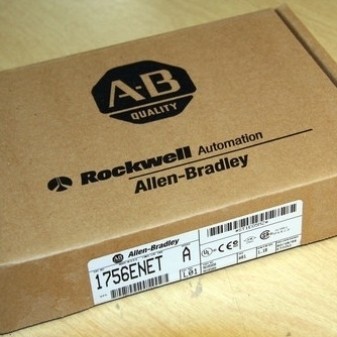 A-B
QUALITY
Rockwell Automation
Allen-Bradley
Allen-Bradley
1756ENET A